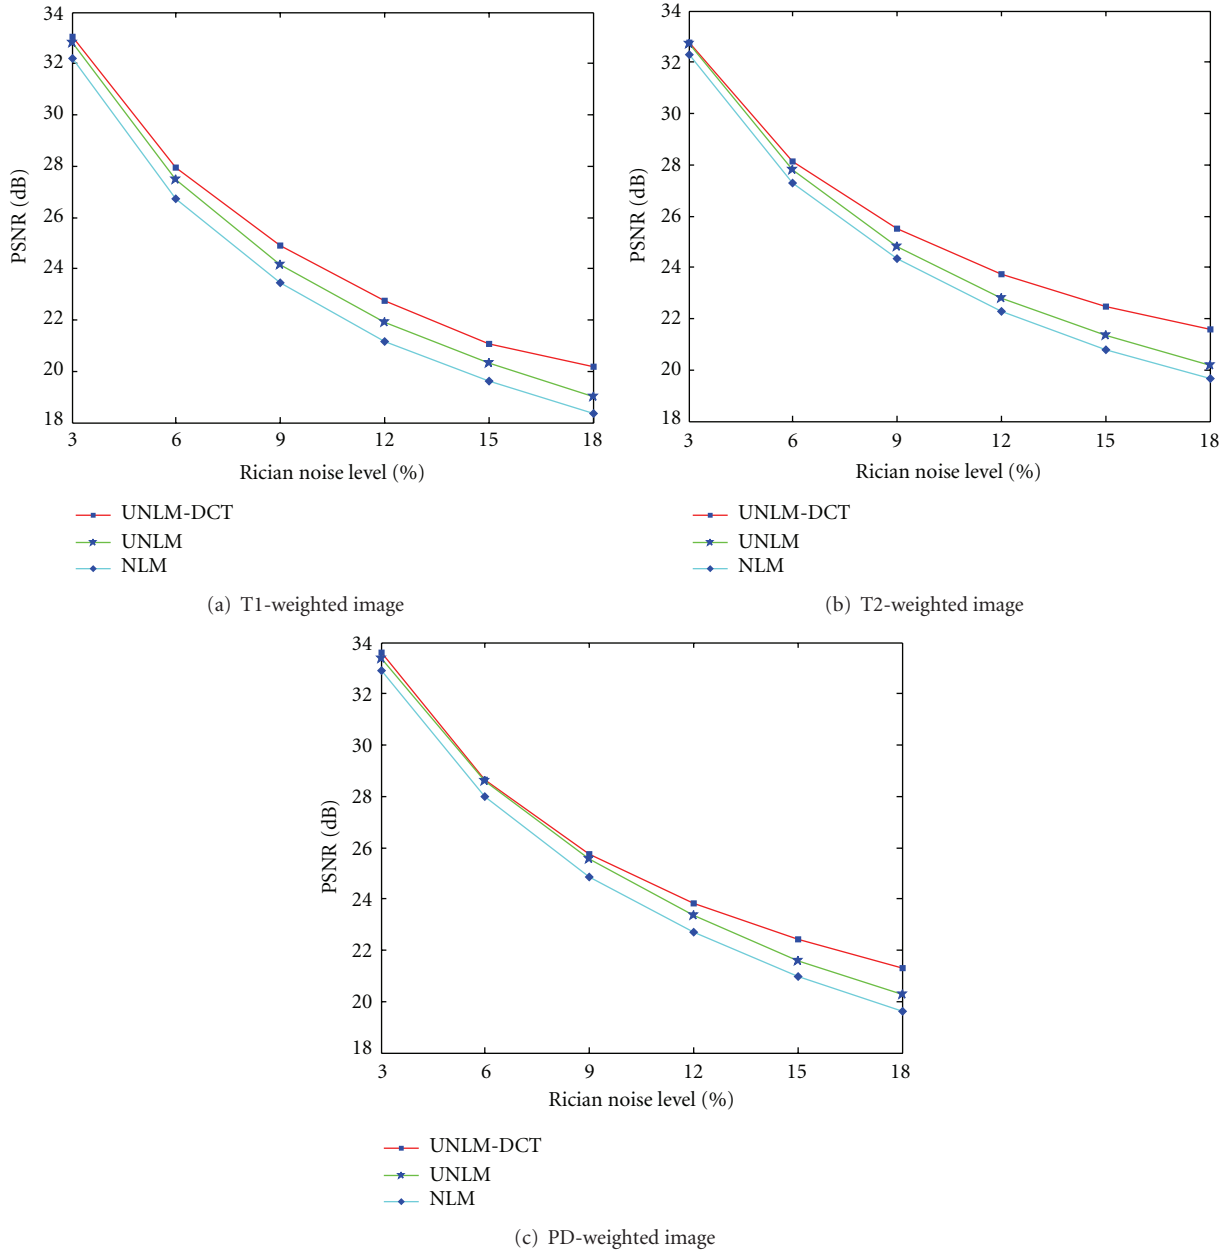 34
32
30
28
26
24
22
20
18
PSNR (dB)
3 6 9 12 15 18
Rician noise level (%)
UNLM-DCT
UNLM
NLM
(a) T1-weighted image
34
32
30
28
26
24
22
20
18
PSNR (dB)
3 6 9 12 15 18
Rician noise level (%)
UNLM-DCT
UNLM
NLM
(b) T2-weighted image
34
32
30
28
26
24
22
20
18
PSNR (dB)
3 6 9 12 15 18
Rician noise level (%)
UNLM-DCT
UNLM
NLM
(c) PD-weighted image